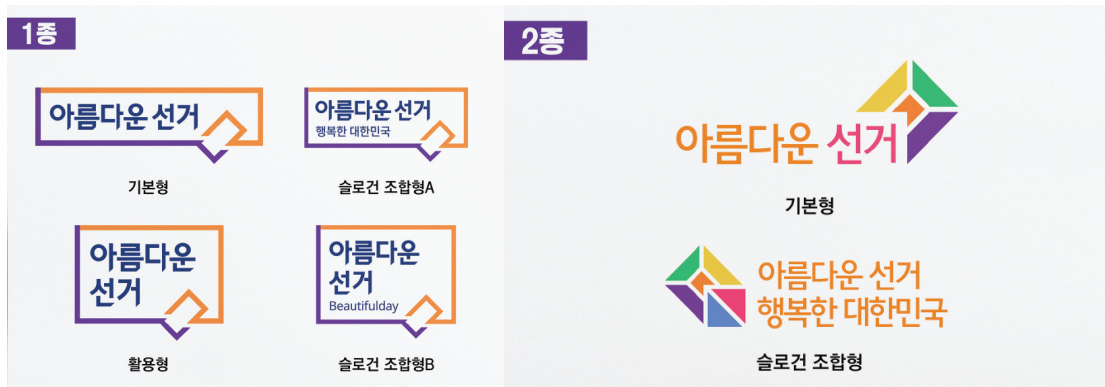 1종
아름다운 선거
기본형
아름다운 선거
행복한 대한민국
슬로건 조합형A
아름다운
선거
활용형
아름다운
선거
Beautifulday
슬로건 조합형B
2종
아름다운 선거
기본형
아름다운 선거
행복한 대한민국
슬로건 조합형